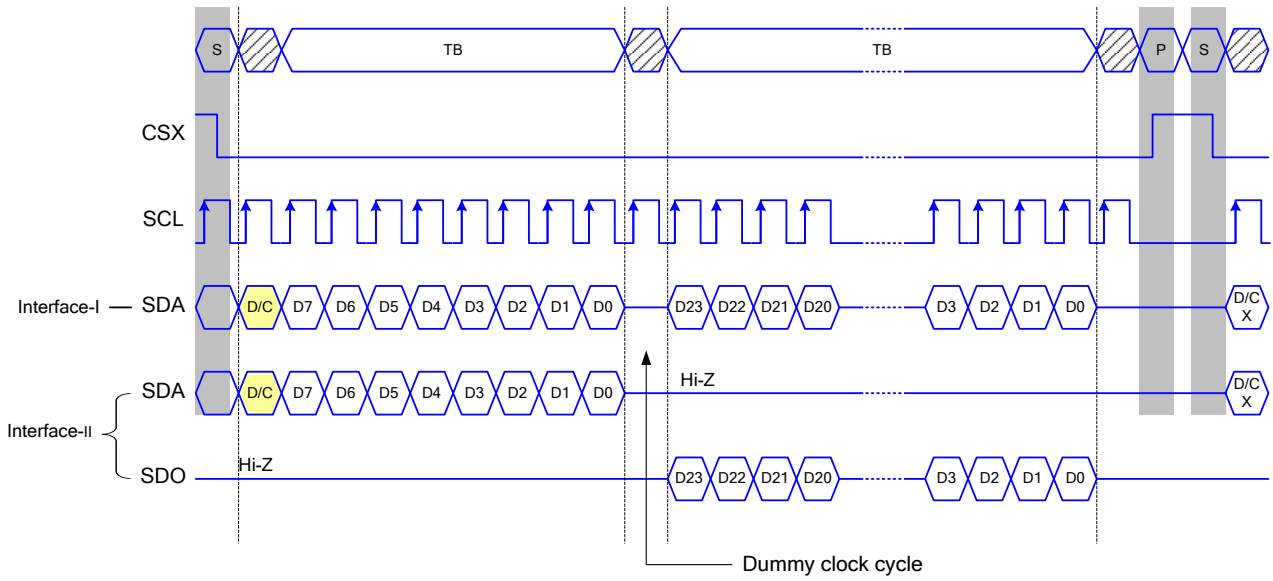 S TB TB P S
CSX
SCL
Interface-I SDA D/C D7 D6 D5 D4 D3 D2 D1 D0 D23 D22 D21 D20 D3 D2 D1 D0 D/C X
SDA D/C D7 D6 D5 D4 D3 D2 D1 D0 Hi-Z D/C X
Interface-II
SDO Hi-Z D23 D22 D21 D20 D3 D2 D1 D0
Dummy clock cycle